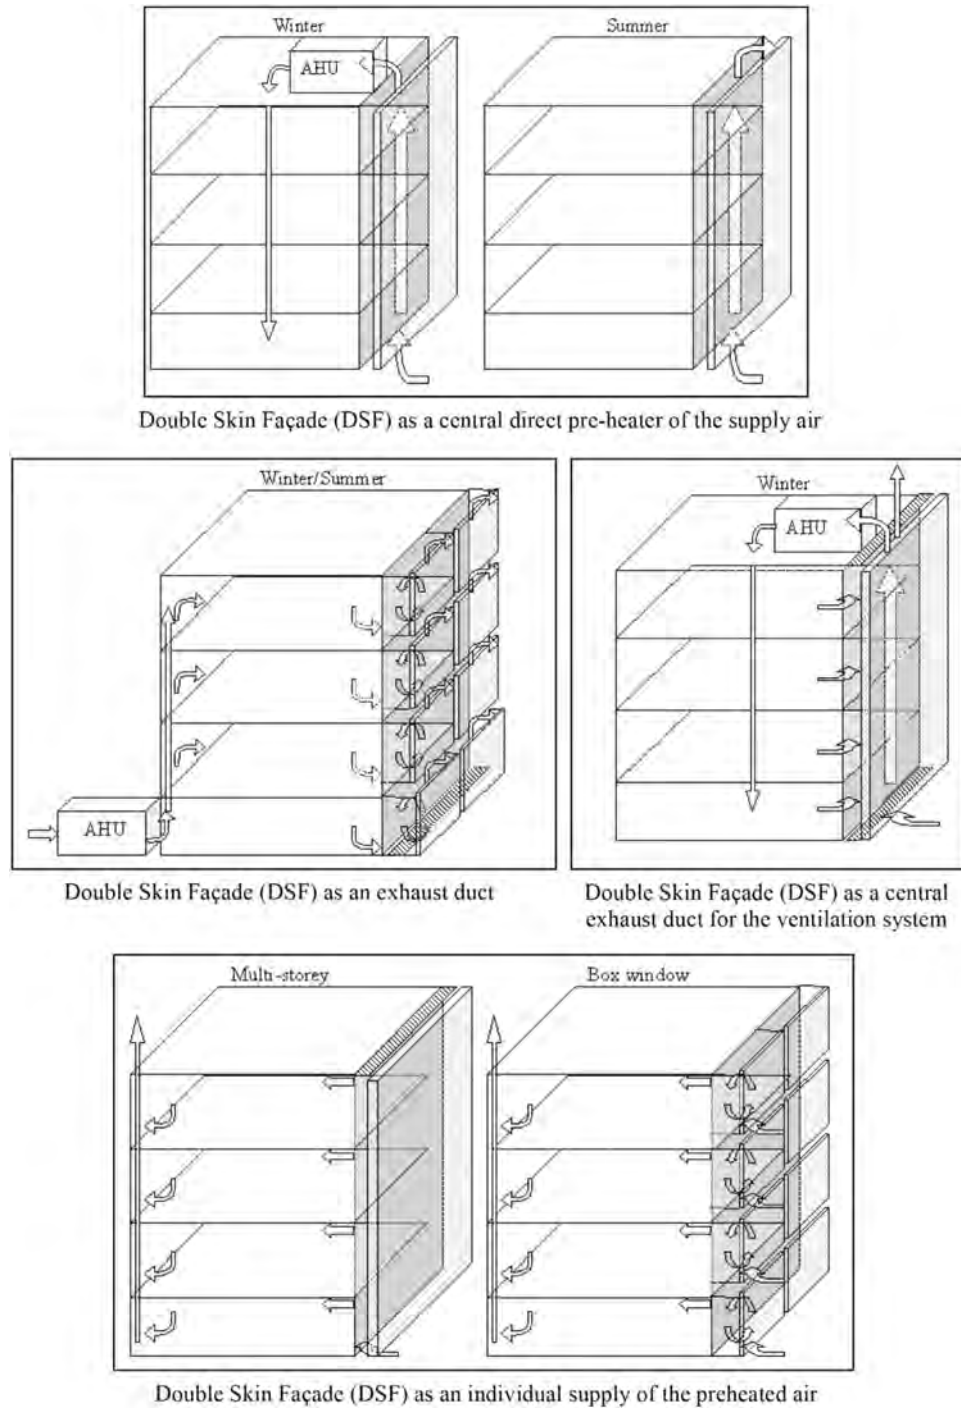 Winter
Summer
AHU
Double Skin Façade (DSF) as a central direct pre-heater of the supply air
Winter/Summer
AHU
Double Skin Façade (DSF) as an exhaust duct
Winter
AHU
Double Skin Façade (DSF) as a central
exhaust duct for the ventilation system
Multi-storey
Box window
Double Skin Façade (DSF) as an individual supply of the preheated air